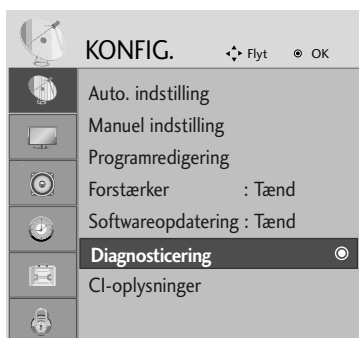 KONFIG. Flyt OK
Auto. indstilling
Manuel indstilling
Programredigering
Forstærker : Tænd
Softwareopdatering : Tænd
Diagnosticering
CI-oplysninger